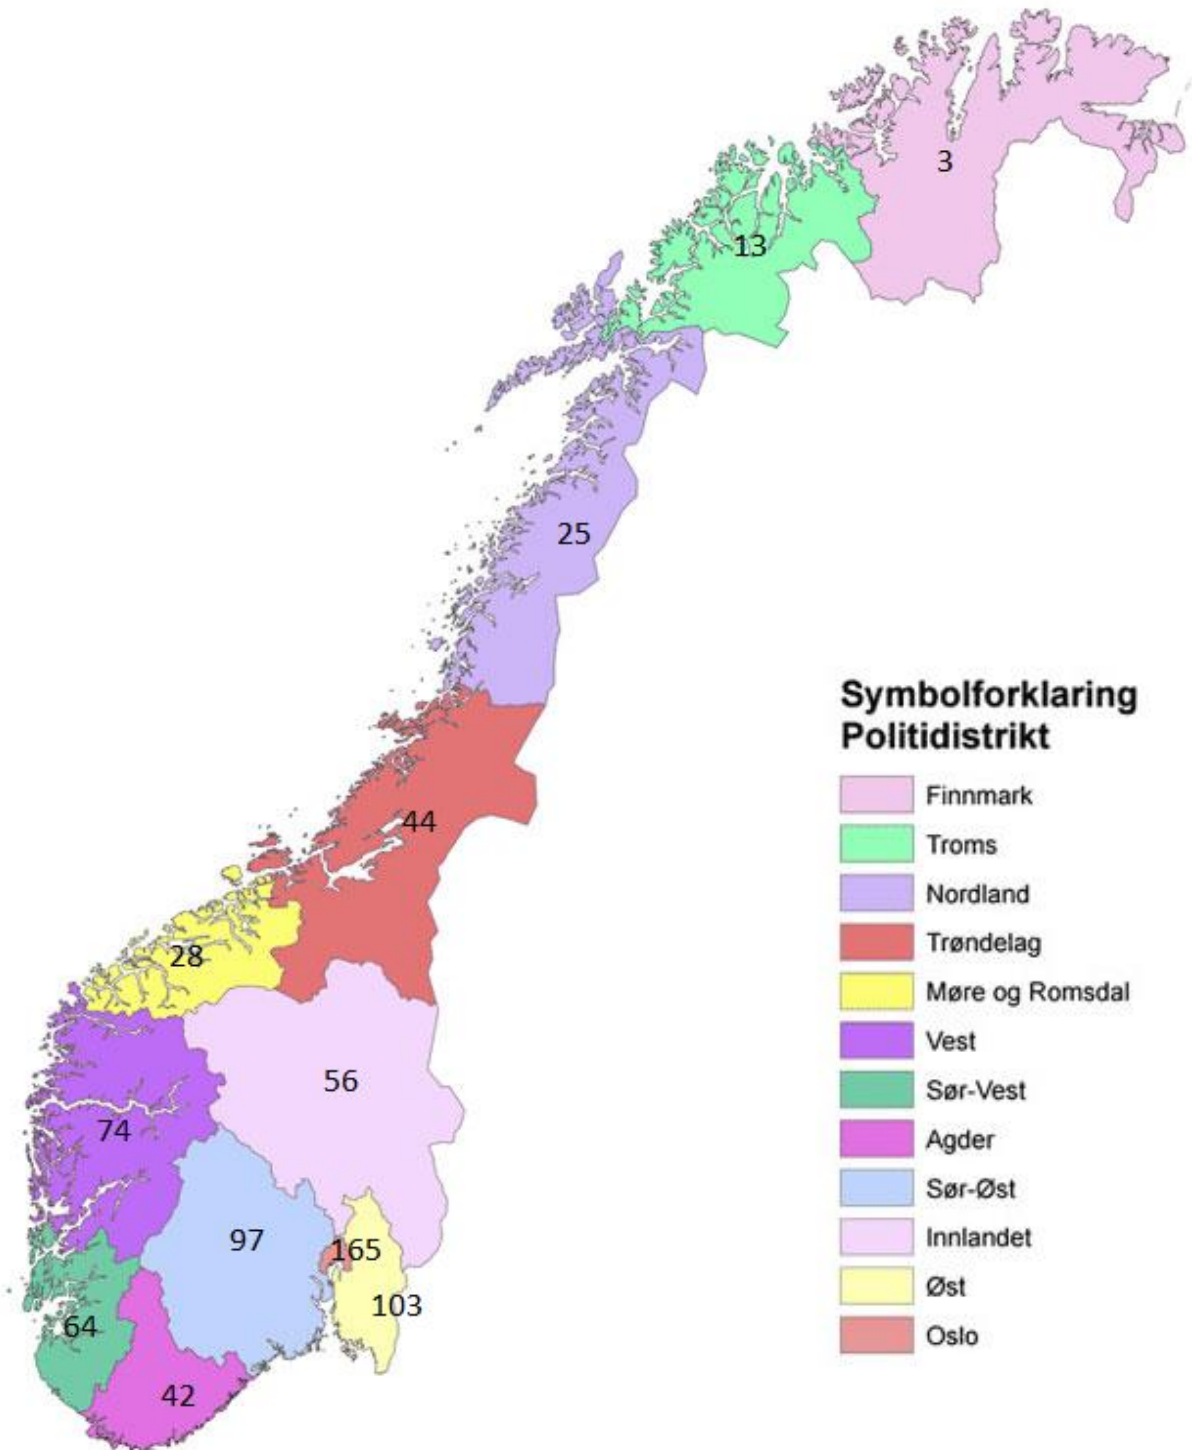 3
13
25
44
28
56
74
97
165
103
64
42
Symbolforklaring
Politidistrikt
Finnmark
Troms
Nordland
Trøndelag
Møre og Romsdal
Vest
Sør-Vest
Agder
Sør-Øst
Innlandet
Øst
Oslo